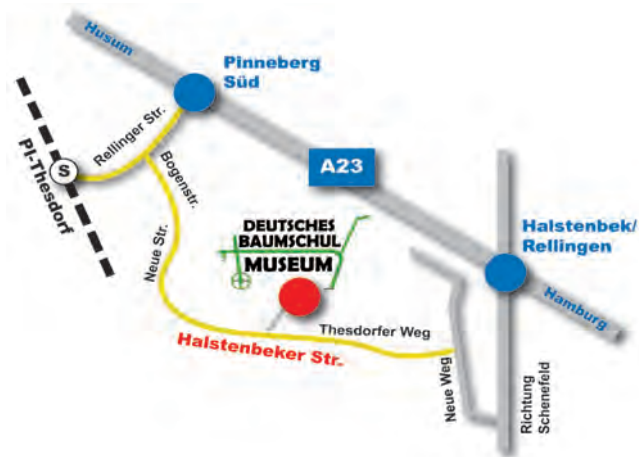 Husum
Pinneberg
Süd
Rellinger Str.
S
PI-Thesdorf
Bogenstr.
A23
DEUTSCHES
BAUMSCHUL
MUSEUM
Neue Str.
Halstenbek/
Rellingen
Hamburg
Thesdorfer Weg
Halstenbeker Str.
Neue Weg
Richtung
Schenefeld